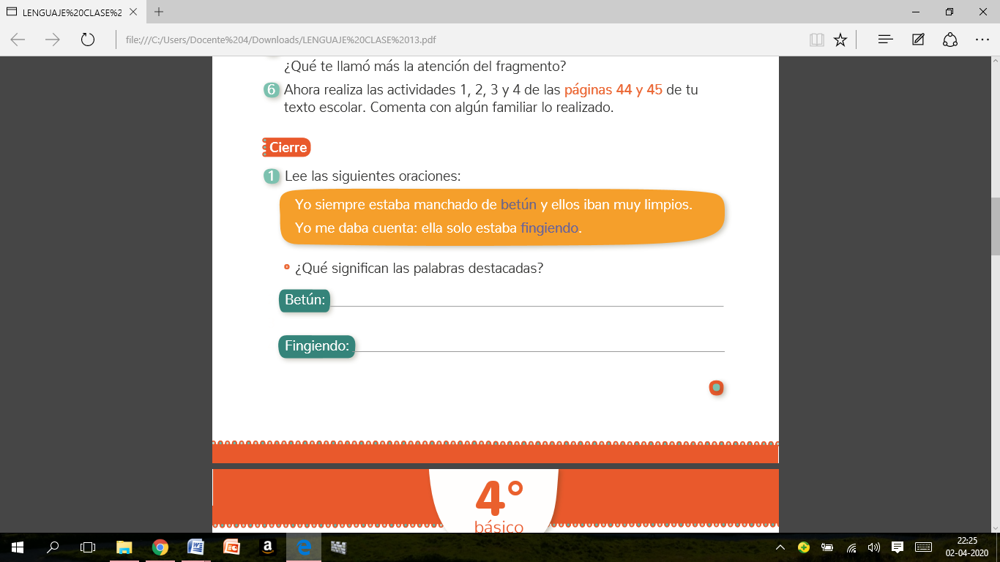 LENGUAJE%20CLASE%2
file:///C:/Users/Docente%204/Downloads/LENGUAJE%20CLASE%2013.pdf
¿Qué te llamó más la atención del fragmento?
6 Ahora realiza las actividades 1, 2, 3 y 4 de las páginas 44 y 45 de tu
texto escolar. Comenta con algún familiar lo realizado.
Cierre
1 Lee las siguientes oraciones:
Yo siempre estaba manchado de betún y ellos iban muy limpios.
Yo me daba cuenta: ella solo estaba fingiendo.
¿Qué significan las palabras destacadas?
Betún:
Fingiendo:
4°
básico
22:25
02-04-2020